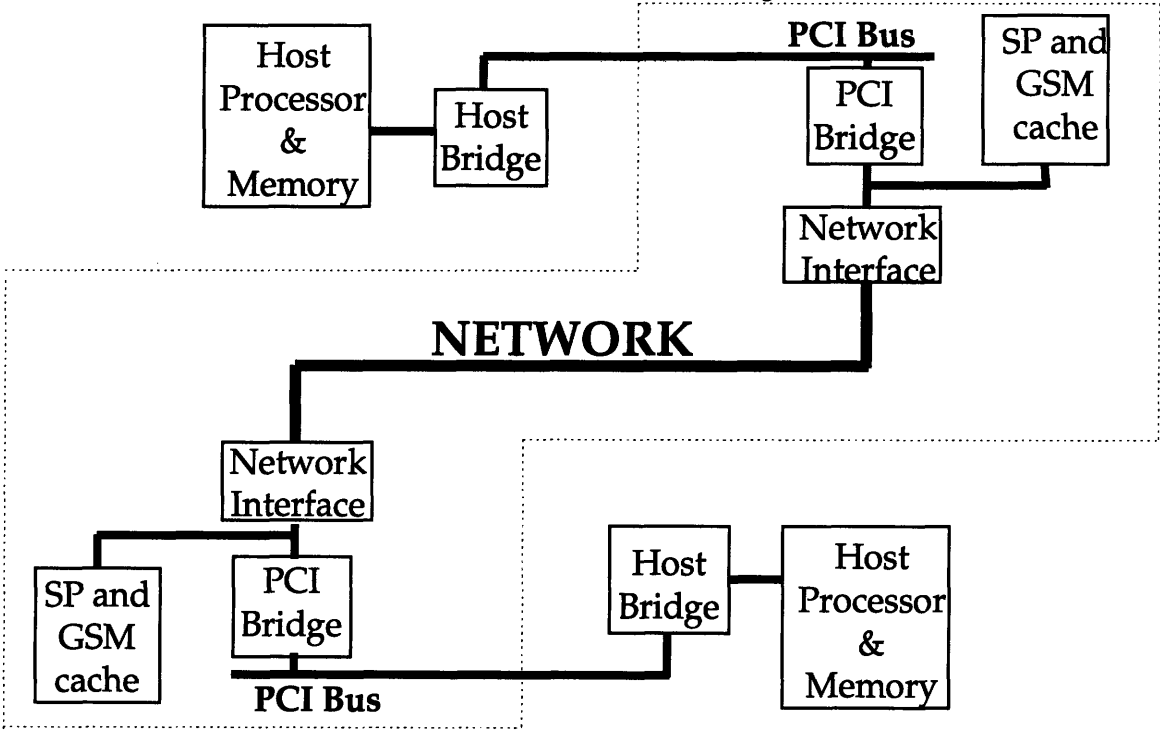 Host
Processor
&
Memory
Host
Bridge
PCI Bus
PCI
Bridge
SP and
GSM
cache
Network
Interface
NETWORK
Network
Interface
SP and
GSM
cache
PCI
Bridge
PCI Bus
Host
Bridge
Host
Processor
&
Memory